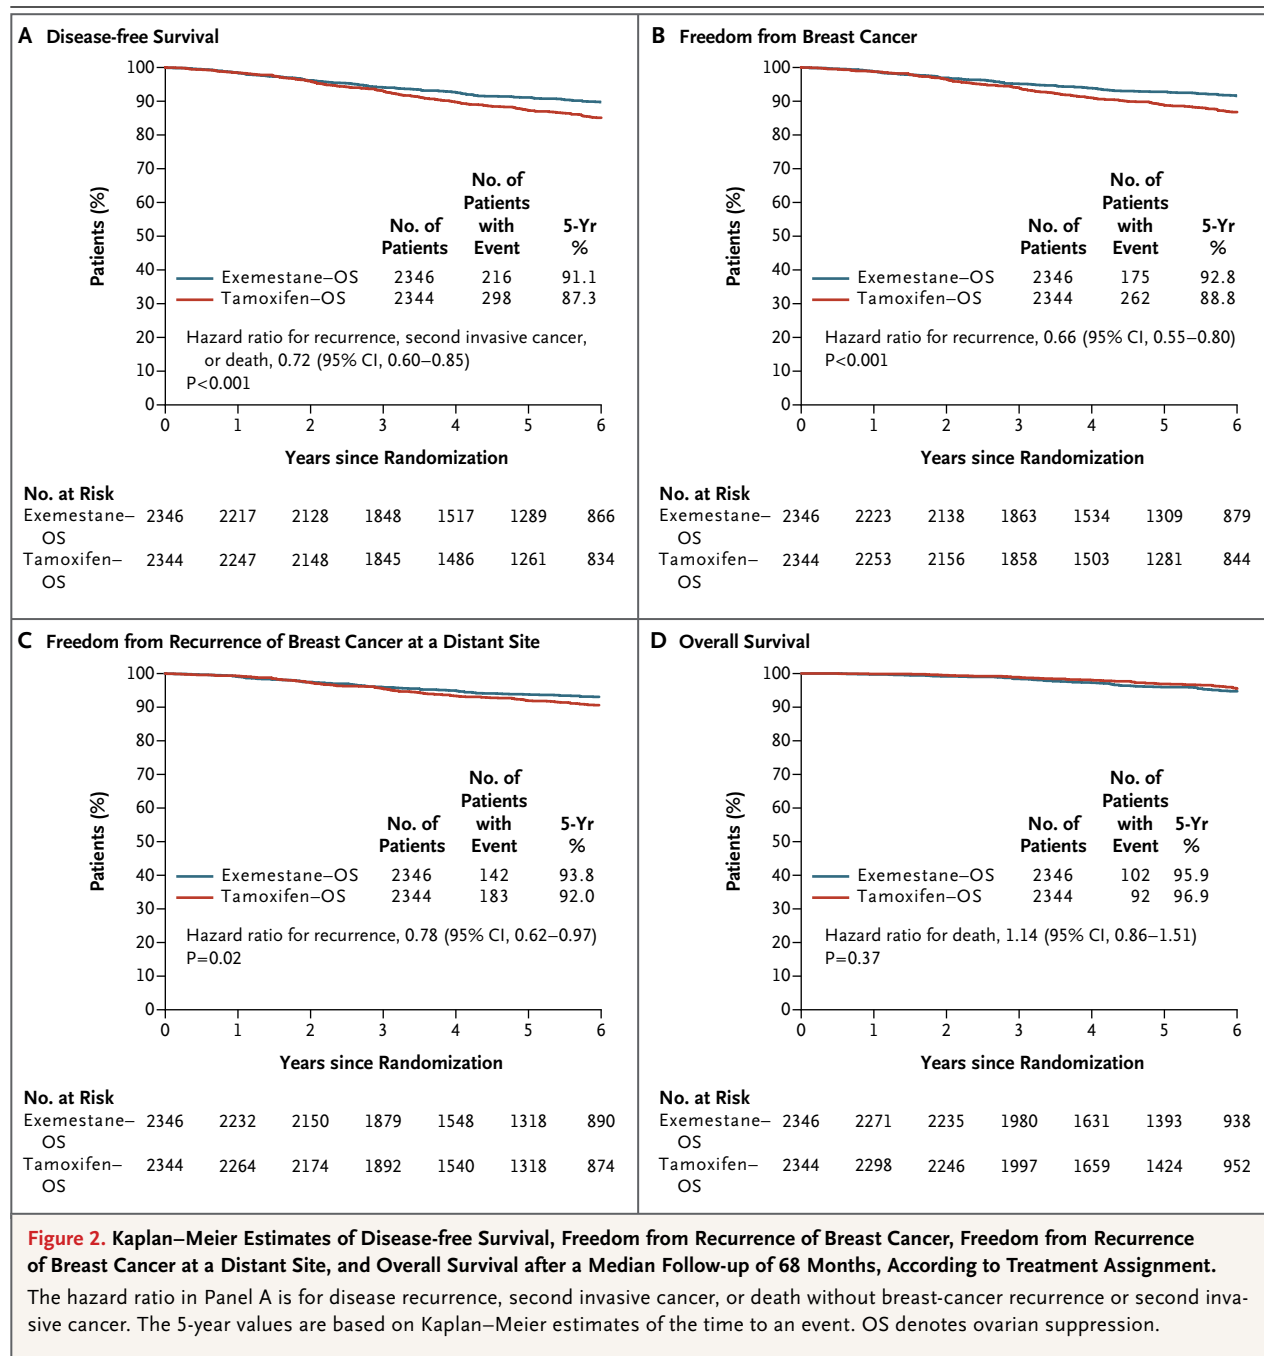 A Disease-free Survival
100
90
80
70
60
50
40
30
20
10
0
Patients (%)
0 1 2 3 4 5 6
Years since Randomization
No. of
Patients
No. of
Patients
with
Event
5-Yr
%
Exemestane–OS 2346 216 91.1
Tamoxifen–OS 2344 298 87.3
Hazard ratio for recurrence, second invasive cancer,
or death, 0.72 (95% CI, 0.60–0.85)
P<0.001
No. at Risk
Exemestane– 2346 2217 2128 1848 1517 1289 866
OS
Tamoxifen– 2344 2247 2148 1845 1486 1261 834
OS
B Freedom from Breast Cancer
100
90
80
70
60
50
40
30
20
10
0
Patients (%)
0 1 2 3 4 5 6
Years since Randomization
No. of
Patients
No. of
Patients
with
Event
5-Yr
%
Exemestane–OS 2346 175 92.8
Tamoxifen–OS 2344 262 88.8
Hazard ratio for recurrence, 0.66 (95% CI, 0.55–0.80)
P<0.001
No. at Risk
Exemestane– 2346 2223 2138 1863 1534 1309 879
OS
Tamoxifen– 2344 2253 2156 1858 1503 1281 844
OS
C Freedom from Recurrence of Breast Cancer at a Distant Site
100
90
80
70
60
50
40
30
20
10
0
Patients (%)
0 1 2 3 4 5 6
Years since Randomization
No. of
Patients
No. of
Patients
with
Event
5-Yr
%
Exemestane–OS 2346 142 93.8
Tamoxifen–OS 2344 183 92.0
Hazard ratio for recurrence, 0.78 (95% CI, 0.62–0.97)
P=0.02
No. at Risk
Exemestane– 2346 2232 2150 1879 1548 1318 890
OS
Tamoxifen– 2344 2264 2174 1892 1540 1318 874
OS
D Overall Survival
100
90
80
70
60
50
40
30
20
10
0
Patients (%)
0 1 2 3 4 5 6
Years since Randomization
No. of
Patients
No. of
Patients
with
Event
5-Yr
%
Exemestane–OS 2346 102 95.9
Tamoxifen–OS 2344 92 96.9
Hazard ratio for death, 1.14 (95% CI, 0.86–1.51)
P=0.37
No. at Risk
Exemestane– 2346 2271 2235 1980 1631 1393 938
OS
Tamoxifen– 2344 2298 2246 1997 1659 1424 952
OS
Figure 2. Kaplan–Meier Estimates of Disease-free Survival, Freedom from Recurrence of Breast Cancer, Freedom from Recurrence
of Breast Cancer at a Distant Site, and Overall Survival after a Median Follow-up of 68 Months, According to Treatment Assignment.
The hazard ratio in Panel A is for disease recurrence, second invasive cancer, or death without breast-cancer recurrence or second inva-
sive cancer. The 5-year values are based on Kaplan–Meier estimates of the time to an event. OS denotes ovarian suppression.